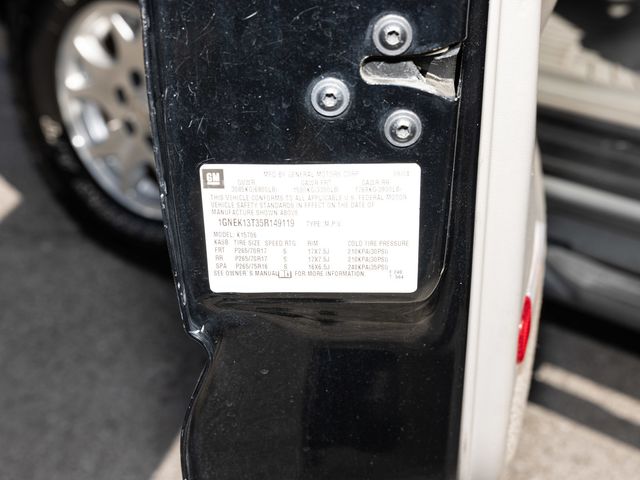 GM
MFD BY GENERAL MOTORS CORP
GVWR GAWR FRT GAWR RR
THIS VEHICLE CONFORMS TO ALL APPLICABLE U.S. FEDERAL MOTOR
VEHICLE SAFETY STANDARDS IN EFFECT ON THE DATE OF
MANUFACTURE SHOWN ABOVE.
1GNEK13T35R149119 TYPE: M.P.V.
MODEL: K15706
TIRE SIZE SPEED RTG RIM COLD TIRE PRESSURE
FRT P265/70R17 S 17X7.5J 210KPA(30PSI)
RR P265/70R17 S 17X7.5J 210KPA(30PSI)
SPA P265/75R16 S 16X6.5J 240KPA(35PSI)
SEE OWNER'S MANUAL FOR MORE INFORMATION.